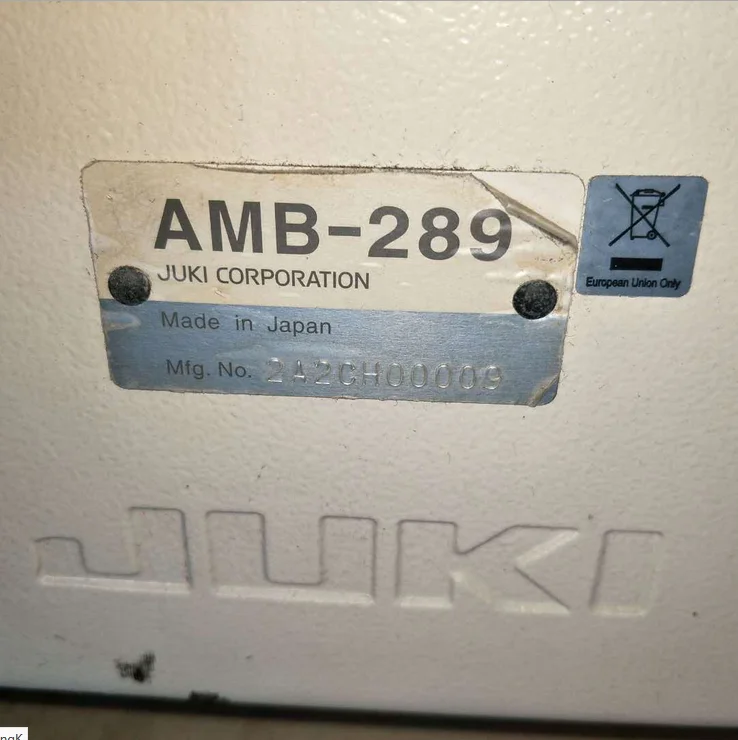 AMB-289
JUKI CORPORATION
Made in Japan
Mfg. No. 2A2CH00009
European Union Only
JUKI